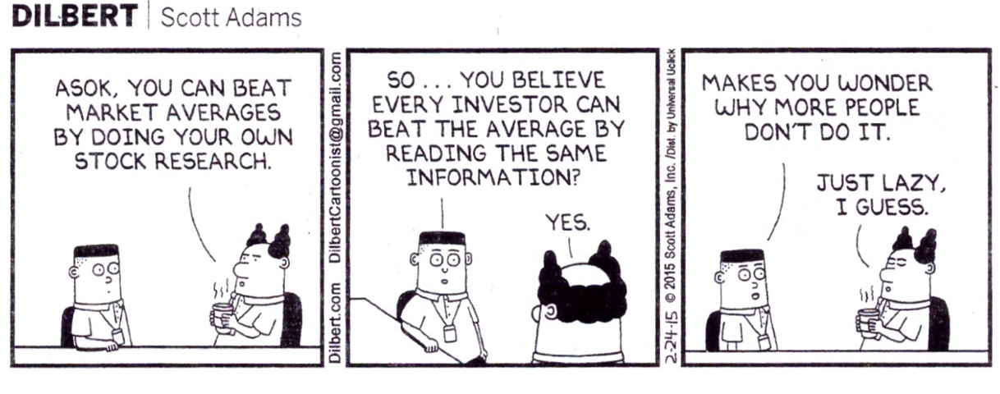 DILBERT | Scott Adams
ASOK, YOU CAN BEAT
MARKET AVERAGES
BY DOING YOUR OWN
STOCK RESEARCH.
Dilbert.com DilbertCartoonist@gmail.com
SO ... YOU BELIEVE
EVERY INVESTOR CAN
BEAT THE AVERAGE BY
READING THE SAME
INFORMATION?
YES.
2-24-15 © 2015 Scott Adams, Inc. /Dist. by Universal Uclick
MAKES YOU WONDER
WHY MORE PEOPLE
DON'T DO IT.
JUST LAZY,
I GUESS.